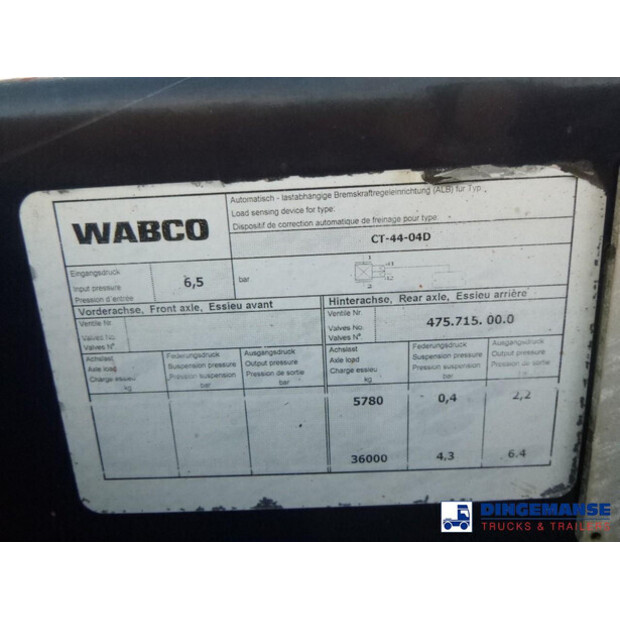 WABCO
Automatisch - lastabhängige Bremskraftregeleinrichtung (ALB) für Typ:
Load sensing device for type:
Dispositif de correction automatique de freinage pour type:
CT-44-04D
Eingangsdruck
Input pressure
Pression d'entrée
6,5
bar
1
2
Vorderachse, Front axle, Essieu avant
Hinterachse, Rear axle, Essieu arrière
Ventile Nr.
Valves No.
Valves N°
Ventile Nr.
Valves No.
Valves N°
475.715.00.0
Achslast
Axle load
Charge essieu
kg
Federungsdruck
Suspension pressure
Pression suspension
bar
Ausgangsdruck
Output pressure
Pression de sortie
bar
Achslast
Axle load
Charge essieu
kg
Federungsdruck
Suspension pressure
Pression suspension
bar
Ausgangsdruck
Output pressure
Pression de sortie
bar
5780 0,4 2,2
36000 4,3 6,4
DINGEMANSE
TRUCKS & TRAILERS